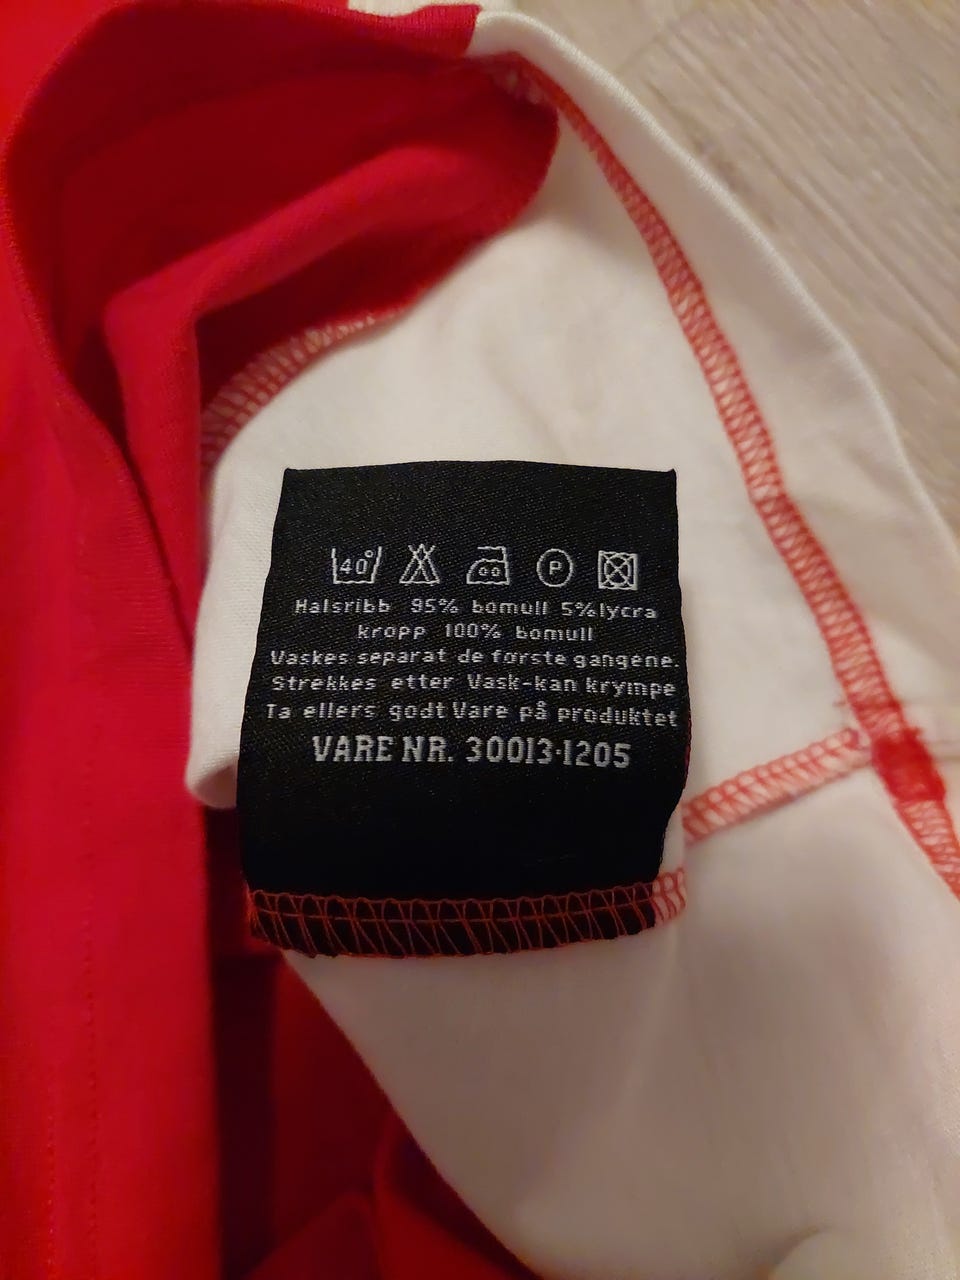 40°
P
Halsribb 95% bomull 5%lycra
kropp 100% bomull
Vaskes separat de første gangene.
Strekkes etter Vask-kan krympe
Ta ellers godt Vare på produktet
VARE NR. 30013-1205